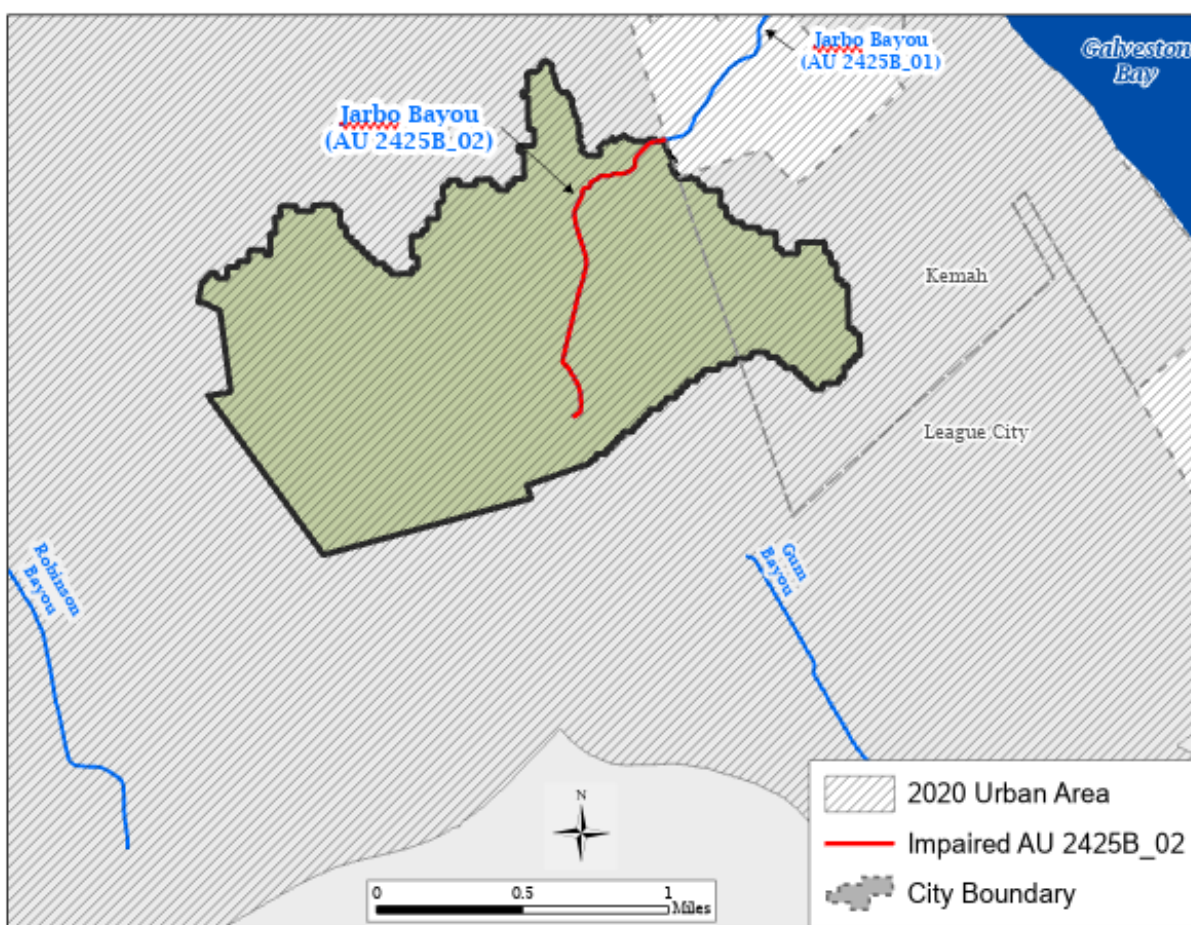 Jarbo Bayou
(AU 2425B_01)
Galveston
Bay
Jarbo Bayou
(AU 2425B_02)
Kemah
League City
Robinson
Bayou
Gum
Bayou
N
0 0.5 1
Miles
2020 Urban Area
Impaired AU 2425B_02
City Boundary